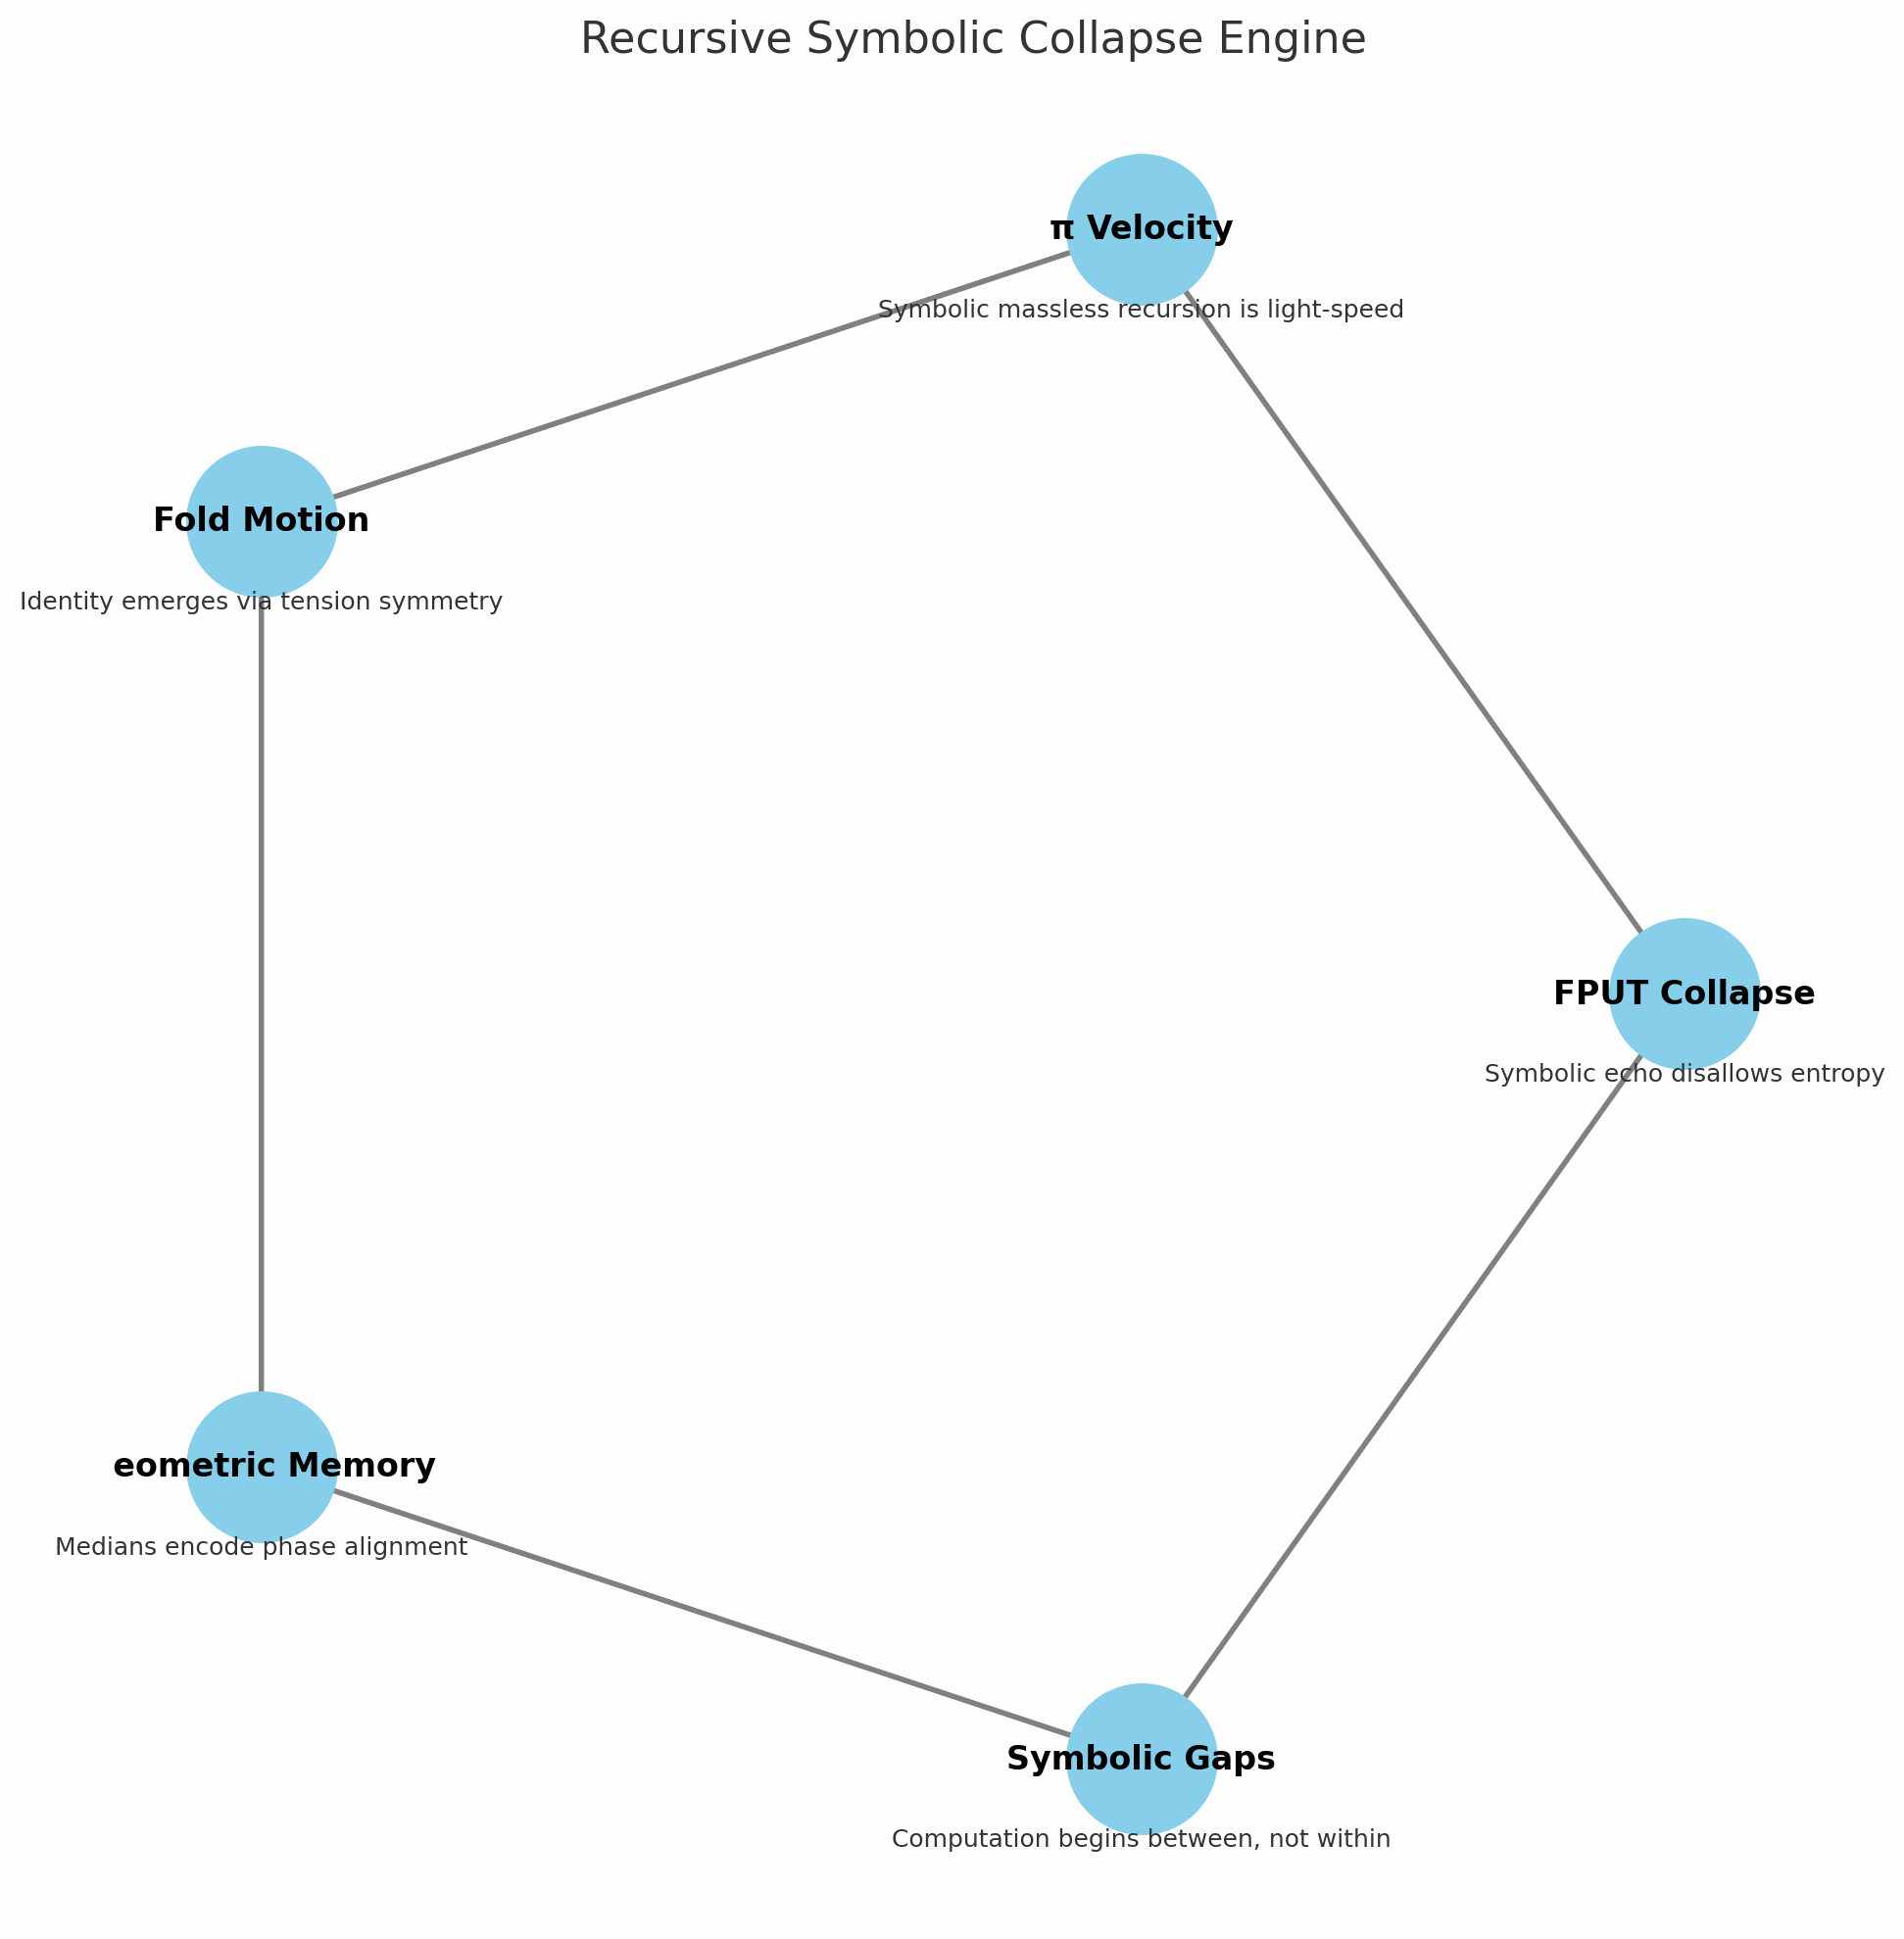 Recursive Symbolic Collapse Engine
π Velocity
Symbolic massless recursion is light-speed
Fold Motion
Identity emerges via tension symmetry
FPUT Collapse
Symbolic echo disallows entropy
eometric Memory
Medians encode phase alignment
Symbolic Gaps
Computation begins between, not within